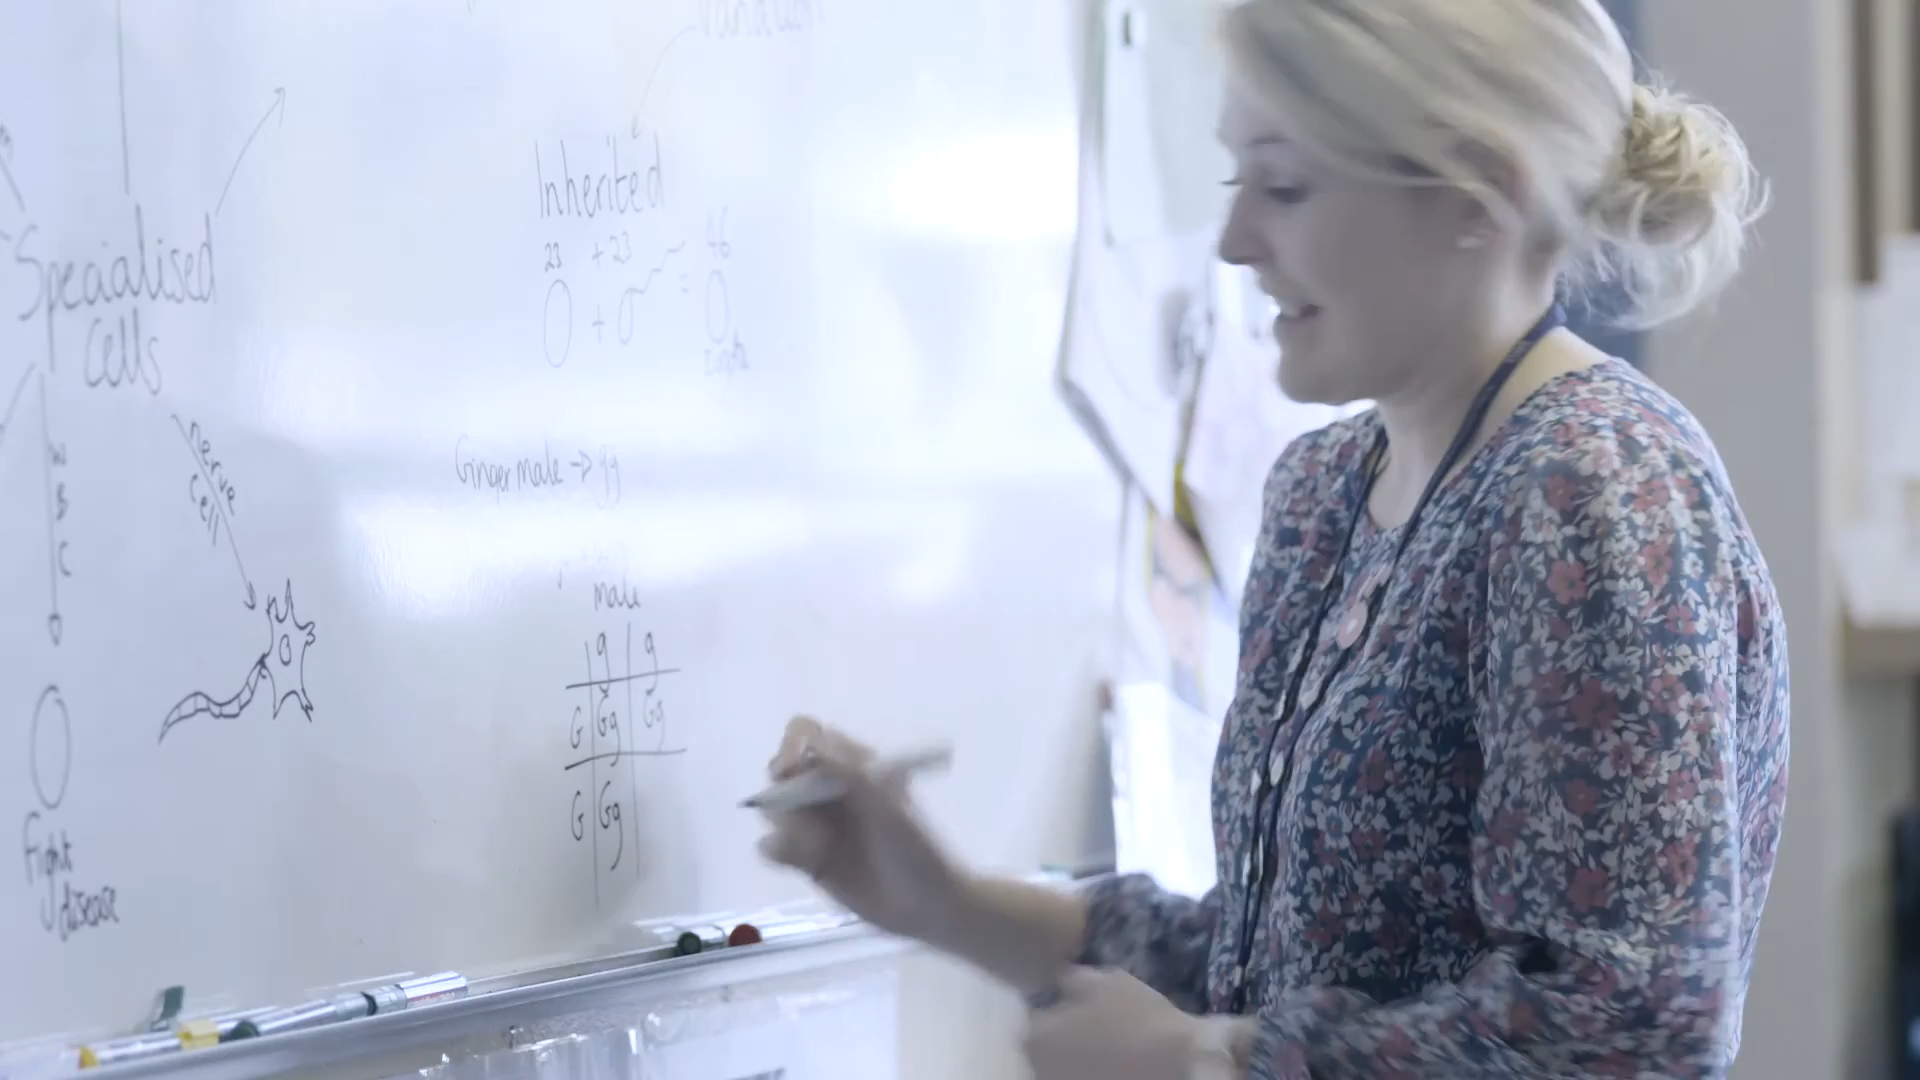 Specialised
Cells
W
B
C
nerve
cell
Fight
disease
Inherited
23 + 23 46
+ =
Ginger male → gg
male
g g
G Gg Gg
G Gg